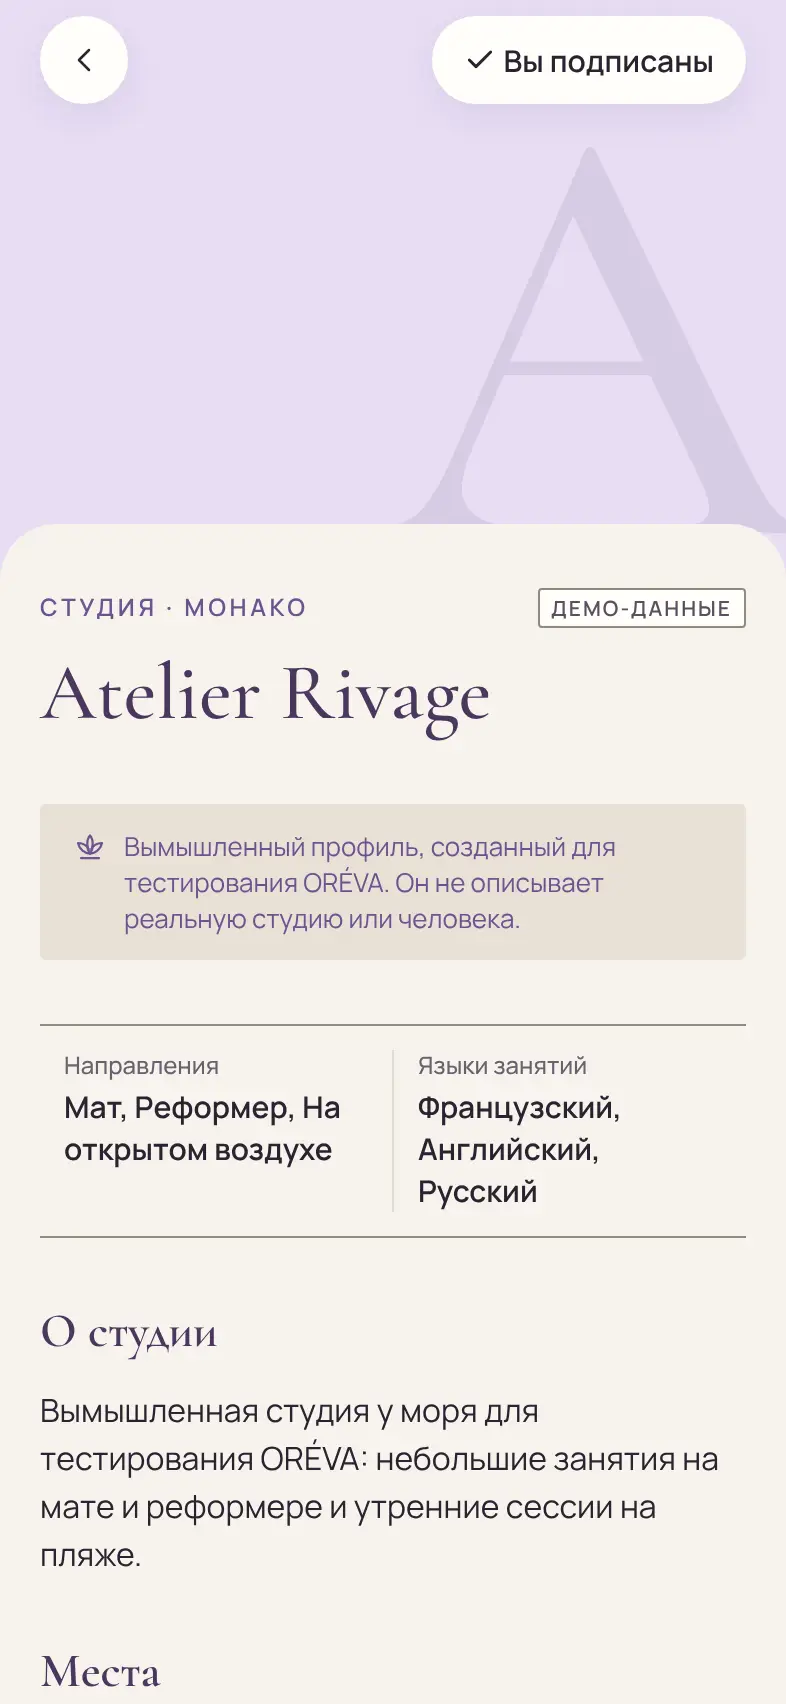 Вы подписаны
A
СТУДИЯ · МОНАКО
ДЕМО-ДАННЫЕ
Atelier Rivage
Вымышленный профиль, созданный для
тестирования ORÉVA. Он не описывает
реальную студию или человека.
Направления
Мат, Реформер, На
открытом воздухе
Языки занятий
Французский,
Английский,
Русский
О студии
Вымышленная студия у моря для
тестирования ORÉVA: небольшие занятия на
мате и реформере и утренние сессии на
пляже.
Места